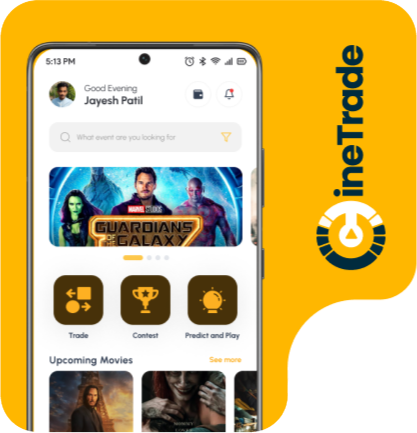 5:13 PM
Good Evening
Jayesh Patil
What event are you looking for
MARVEL STUDIOS
GUARDIANS
OF THE
GALAXY
Trade
Contest
Predict and Play
Upcoming Movies
See more
ineTrade